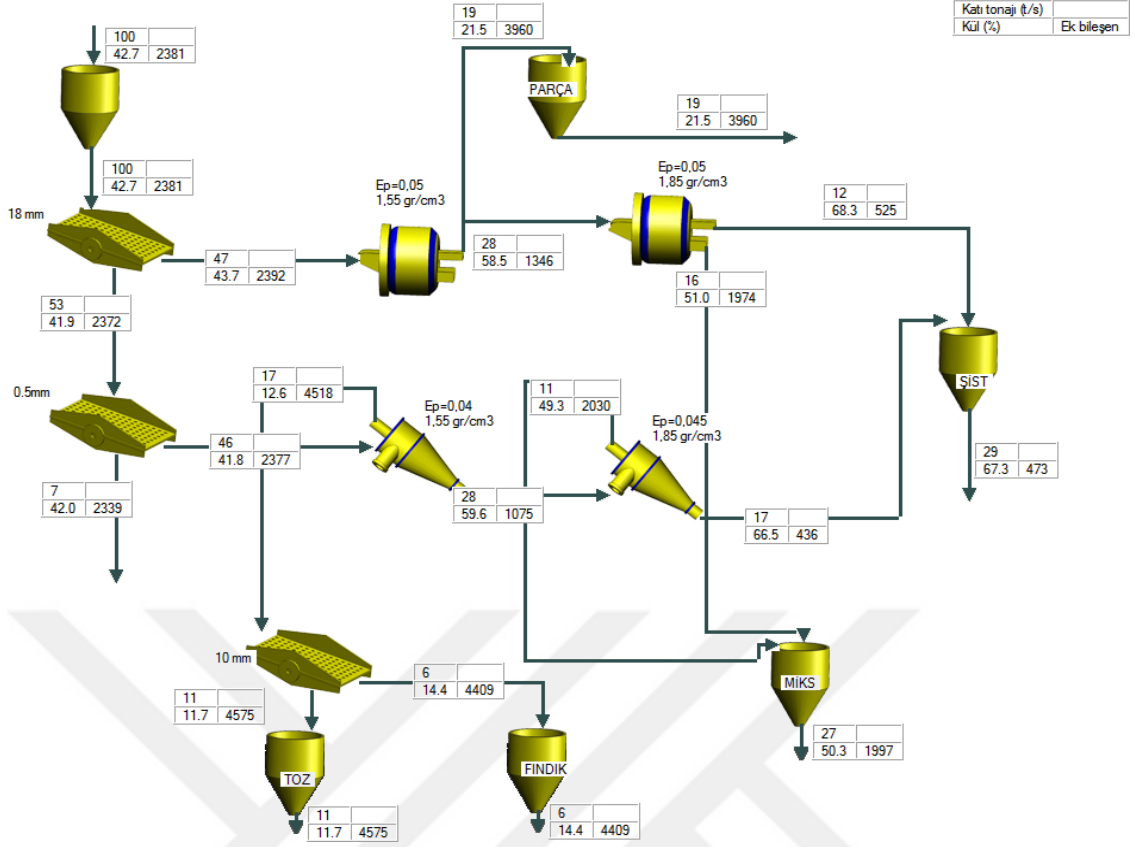 Katı tonajı (t/s)
Kül (%) Ek bileşen
100
42.7 2381
19
21.5 3960
PARÇA
19
21.5 3960
100
42.7 2381
18 mm
Ep=0,05
1,55 gr/cm3
Ep=0,05
1,85 gr/cm3
12
68.3 525
47
43.7 2392
28
58.5 1346
16
51.0 1974
53
41.9 2372
ŞİST
0.5mm
17
12.6 4518
Ep=0,04
1,55 gr/cm3
11
49.3 2030
Ep=0,045
1,85 gr/cm3
46
41.8 2377
29
67.3 473
7
42.0 2339
28
59.6 1075
17
66.5 436
10 mm
6
14.4 4409
MİKS
11
11.7 4575
27
50.3 1997
TOZ
FINDIK
11
11.7 4575
6
14.4 4409